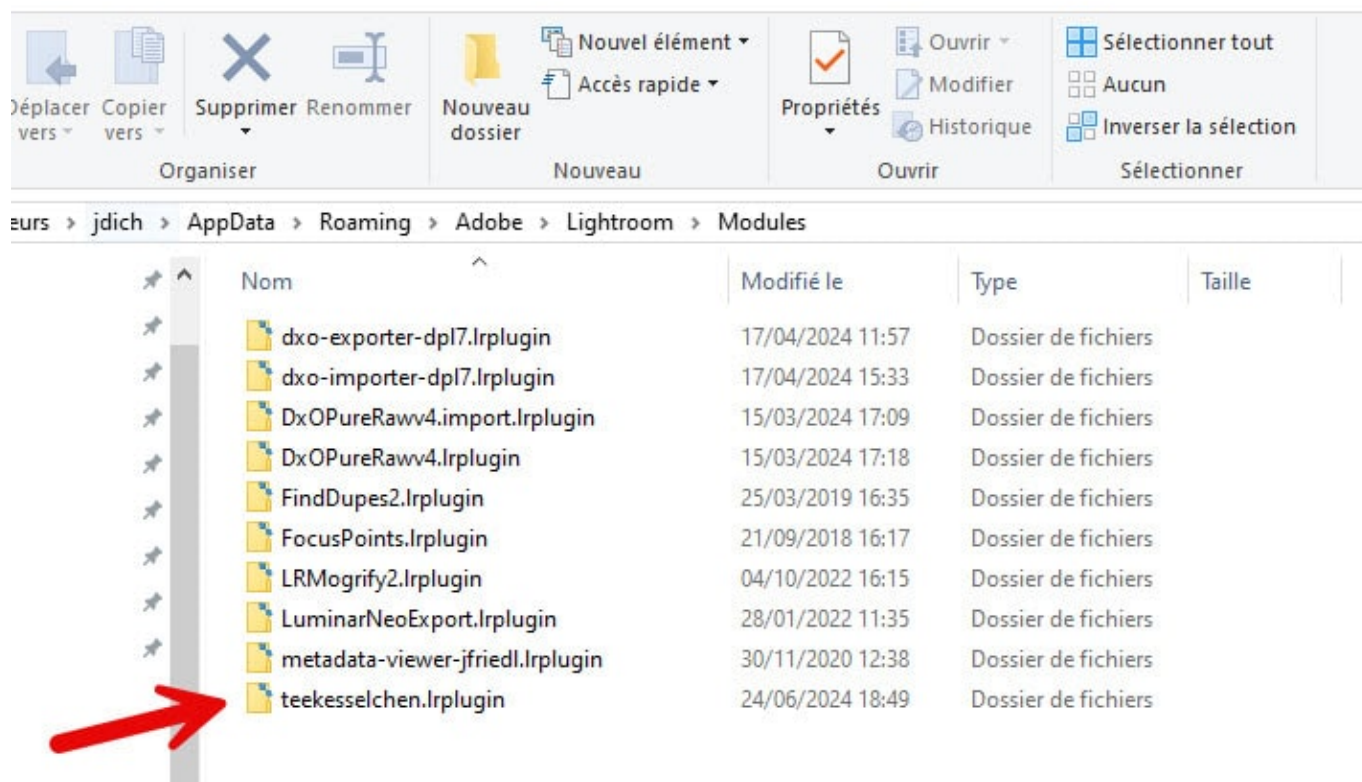 Nouvel élément
Ouvrir
Sélectionner tout
Accès rapide
Modifier
Aucun
Déplacer vers
Copier vers
Supprimer
Renommer
Nouveau dossier
Propriétés
Historique
Inverser la sélection
Organiser
Nouveau
Ouvrir
Sélectionner
eurs > jdich > AppData > Roaming > Adobe > Lightroom > Modules
Nom Modifié le Type Taille
dxo-exporter-dpl7.lrplugin 17/04/2024 11:57 Dossier de fichiers
dxo-importer-dpl7.lrplugin 17/04/2024 15:33 Dossier de fichiers
DxOPureRawv4.import.lrplugin 15/03/2024 17:09 Dossier de fichiers
DxOPureRawv4.lrplugin 15/03/2024 17:18 Dossier de fichiers
FindDupes2.lrplugin 25/03/2019 16:35 Dossier de fichiers
FocusPoints.lrplugin 21/09/2018 16:17 Dossier de fichiers
LRMogrify2.lrplugin 04/10/2022 16:15 Dossier de fichiers
LuminarNeoExport.lrplugin 28/01/2022 11:35 Dossier de fichiers
metadata-viewer-jfriedl.lrplugin 30/11/2020 12:38 Dossier de fichiers
teekesselchen.lrplugin 24/06/2024 18:49 Dossier de fichiers